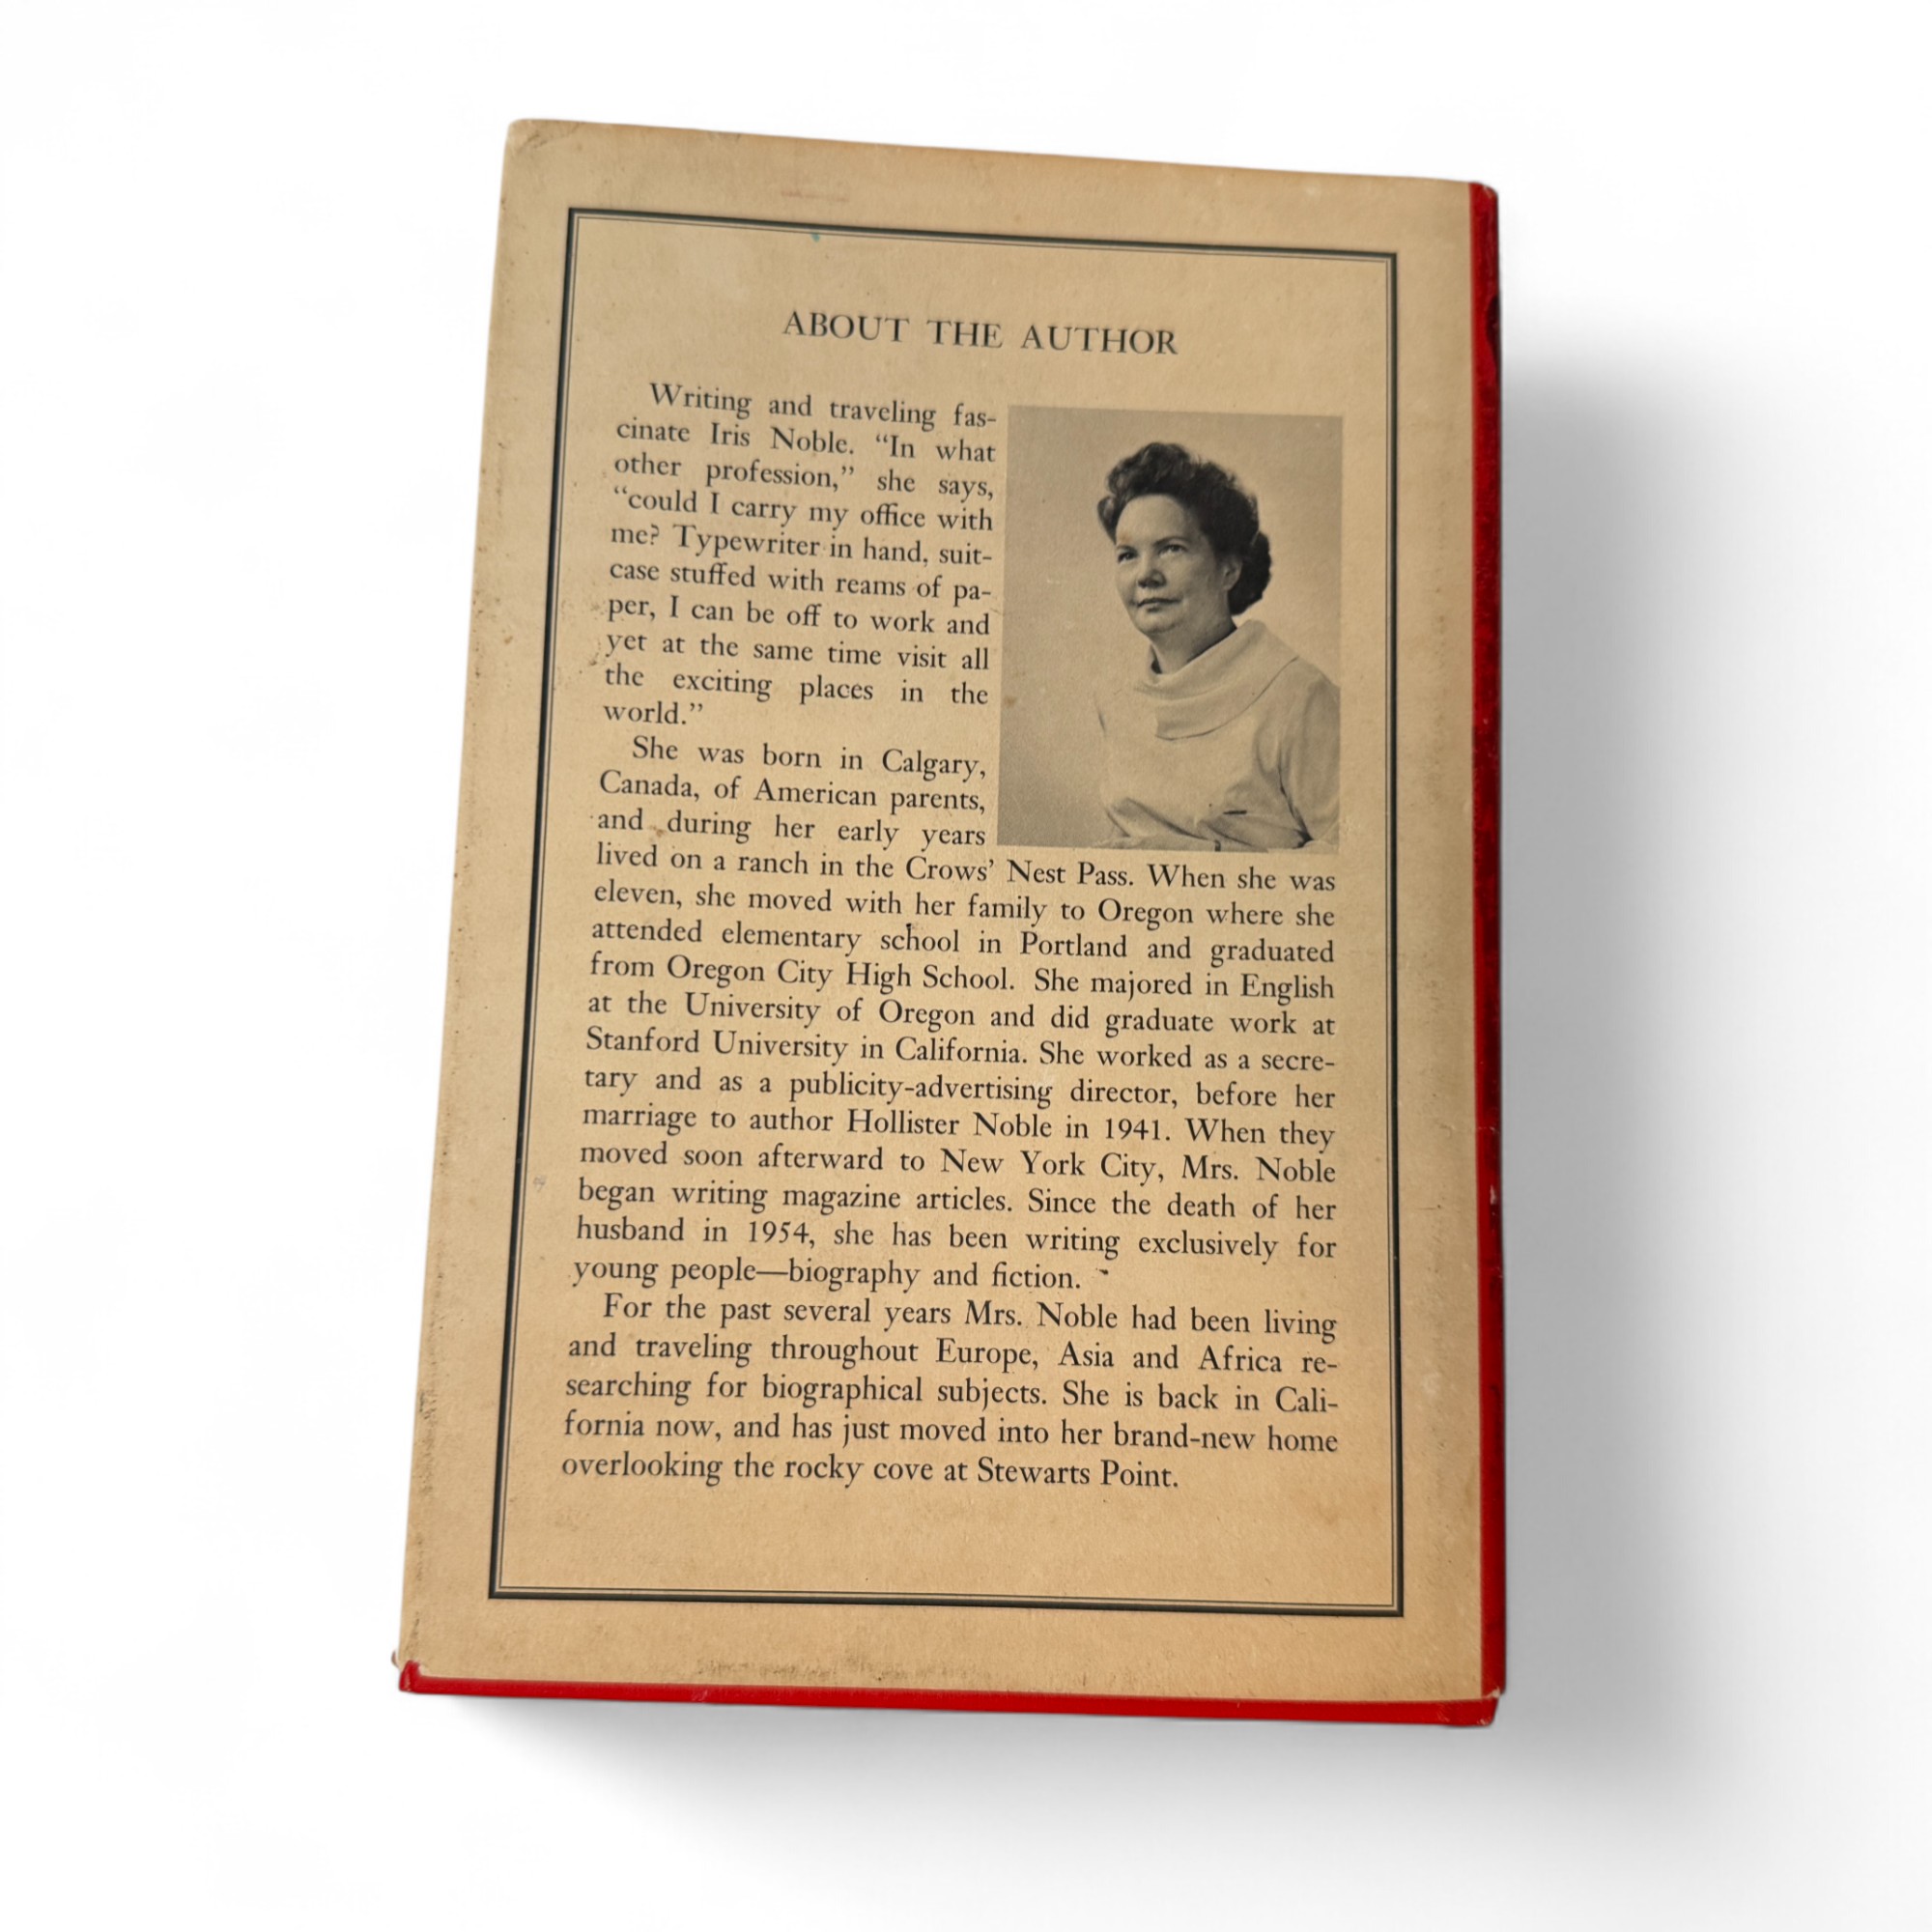 ABOUT THE AUTHOR
Writing and traveling fas-
cinate Iris Noble. “In what
other profession,” she says,
“could I carry my office with
me? Typewriter in hand, suit-
case stuffed with reams of pa-
per, I can be off to work and
yet at the same time visit all
the exciting places in the
world.”
She was born in Calgary,
Canada, of American parents,
and during her early years
lived on a ranch in the Crows’ Nest Pass. When she was
eleven, she moved with her family to Oregon where she
attended elementary school in Portland and graduated
from Oregon City High School. She majored in English
at the University of Oregon and did graduate work at
Stanford University in California. She worked as a secre-
tary and as a publicity-advertising director, before her
marriage to author Hollister Noble in 1941. When they
moved soon afterward to New York City, Mrs. Noble
began writing magazine articles. Since the death of her
husband in 1954, she has been writing exclusively for
young people—biography and fiction.
For the past several years Mrs. Noble had been living
and traveling throughout Europe, Asia and Africa re-
searching for biographical subjects. She is back in Cali-
fornia now, and has just moved into her brand-new home
overlooking the rocky cove at Stewarts Point.